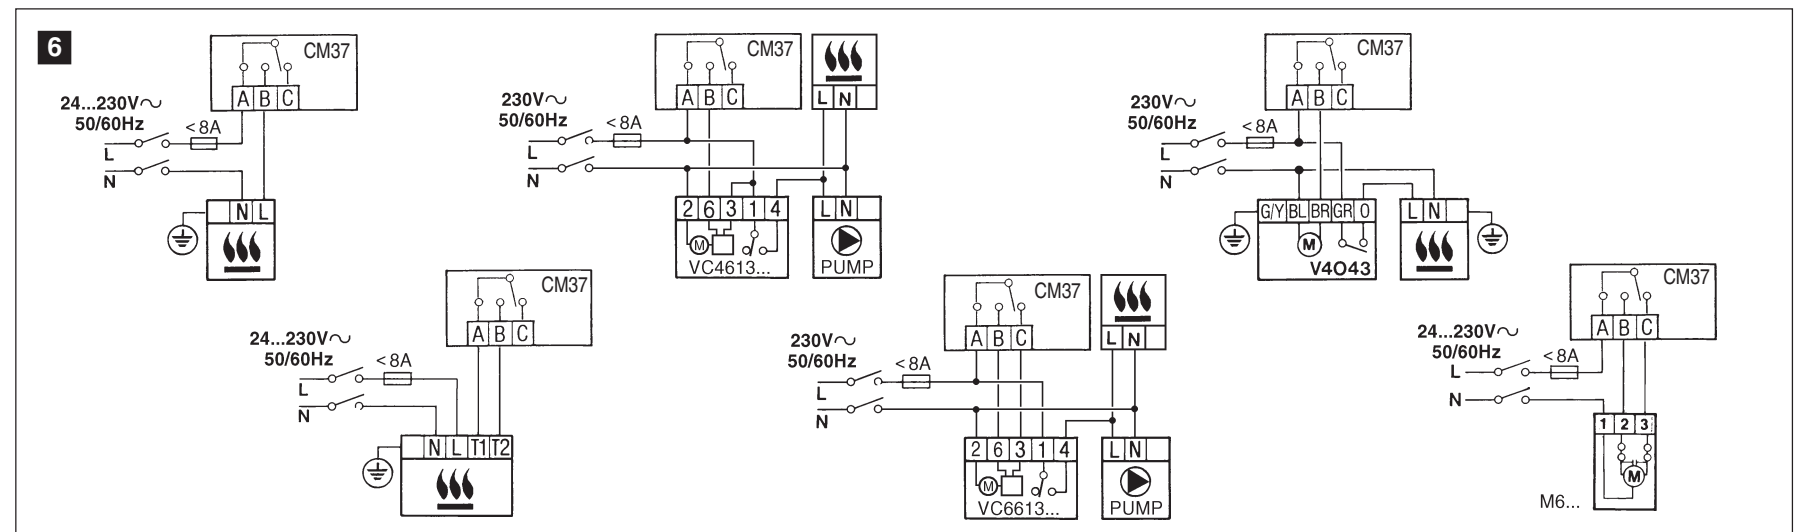 6
CM37
A B C
24...230V~
50/60Hz
< 8A
L
N
N L
CM37
A B C
230V~
50/60Hz
< 8A
L
N
L N
2 6 3 1 4
M
VC4613...
L N
PUMP
CM37
A B C
230V~
50/60Hz
< 8A
L
N
G/Y BL BR GR O
M
V4O43
L N
CM37
A B C
24...230V~
50/60Hz
< 8A
L
N
N L T1 T2
CM37
A B C
230V~
50/60Hz
< 8A
L
N
L N
2 6 3 1 4
M
VC6613...
L N
PUMP
CM37
A B C
24...230V~
50/60Hz
< 8A
L
N
1 2 3
M
M6...